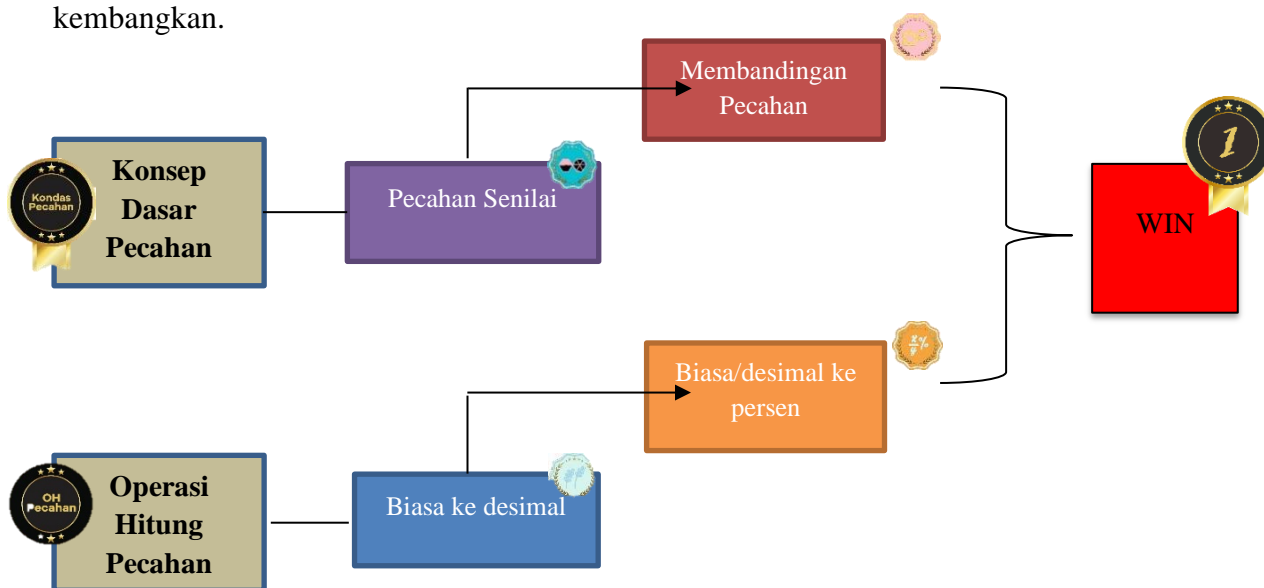 kembangkan.
Membandingan
Pecahan
Konsep
Dasar
Pecahan
Kondas
Pecahan
Pecahan Senilai
1
WIN
Biasa/desimal ke
persen
%
Operasi
Hitung
Pecahan
OH
Pecahan
Biasa ke desimal